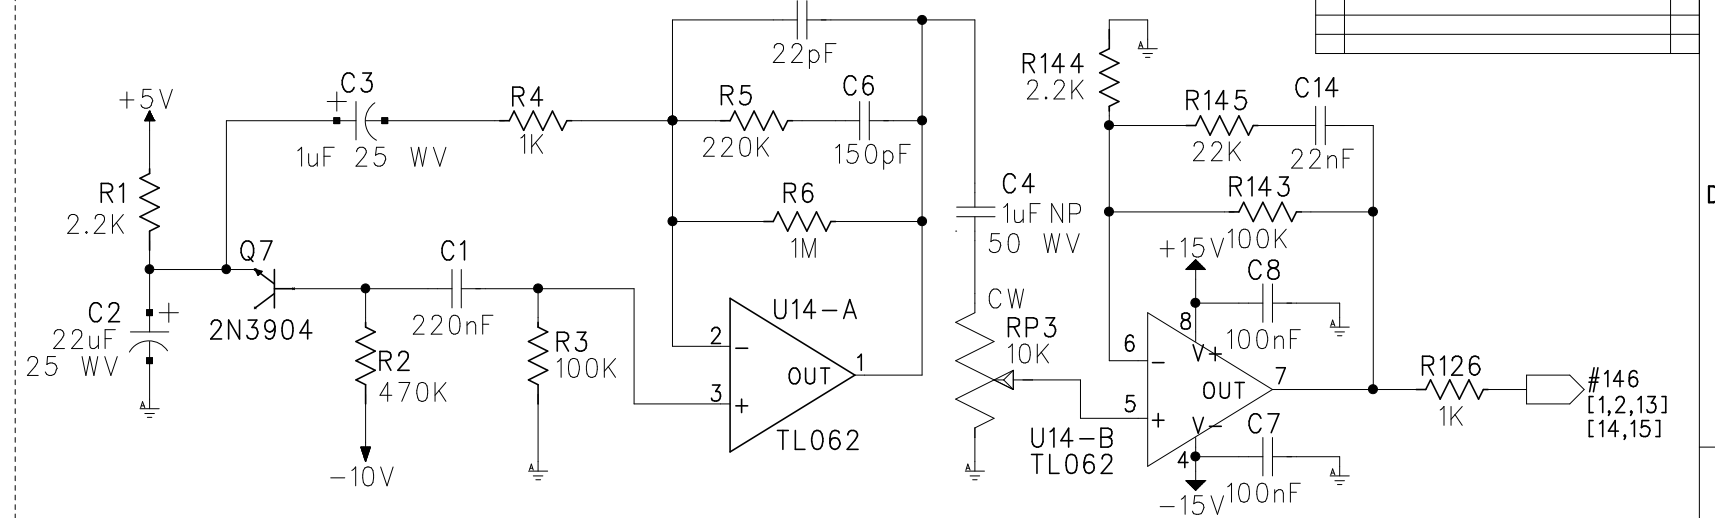 22pF
R144
2.2K
A
+5V
C3
+
1uF 25 WV
R4
1K
R5
220K
C6
150pF
R145
22K
C14
22nF
R1
2.2K
R6
1M
C4
1uF NP
50 WV
R143
100K
Q7
2N3904
C1
220nF
+15V
C8
100nF
A
C2
+
22uF
25 WV
A
R2
470K
-10V
R3
100K
A
U14-A
2
-
3
+
OUT
1
TL062
CW
RP3
10K
A
6
-
5
+
8
V+
OUT
7
V-
4
U14-B
TL062
C7
100nF
A
-15V
R126
1K
#146
[1,2,13]
[14,15]